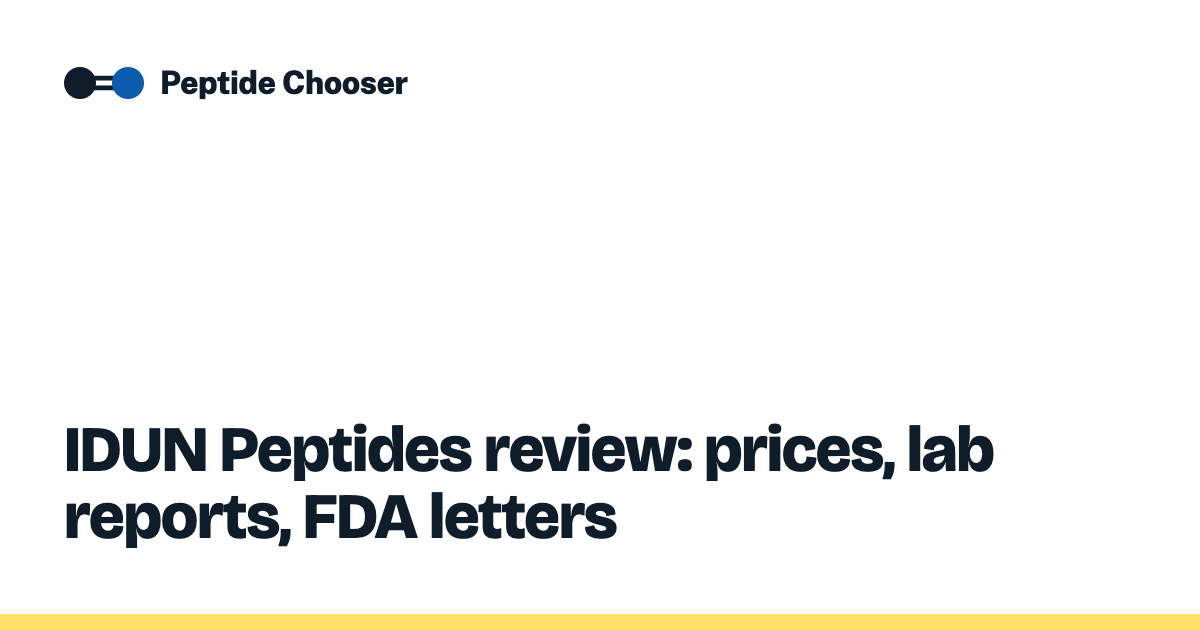 Peptide Chooser
IDUN Peptides review: prices, lab
reports, FDA letters